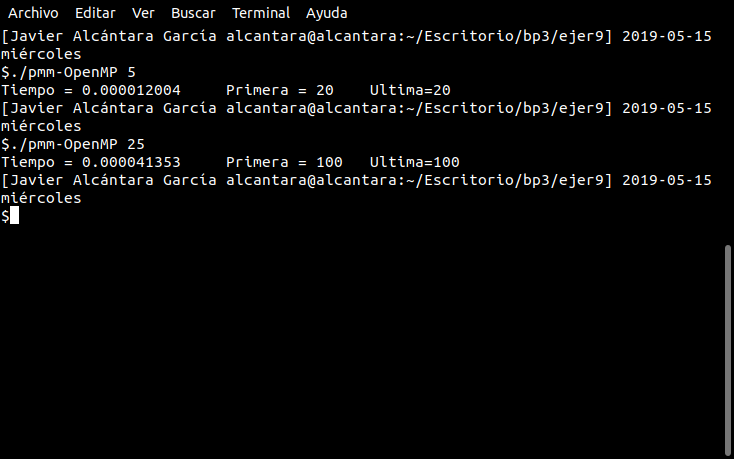 Archivo Editar Ver Buscar Terminal Ayuda
[Javier Alcántara García alcantara@alcantara:~/Escritorio/bp3/ejer9] 2019-05-15
miércoles
$./pmm-OpenMP 5
Tiempo = 0.000012004     Primera = 20    Ultima=20
[Javier Alcántara García alcantara@alcantara:~/Escritorio/bp3/ejer9] 2019-05-15
miércoles
$./pmm-OpenMP 25
Tiempo = 0.000041353     Primera = 100   Ultima=100
[Javier Alcántara García alcantara@alcantara:~/Escritorio/bp3/ejer9] 2019-05-15
miércoles
$